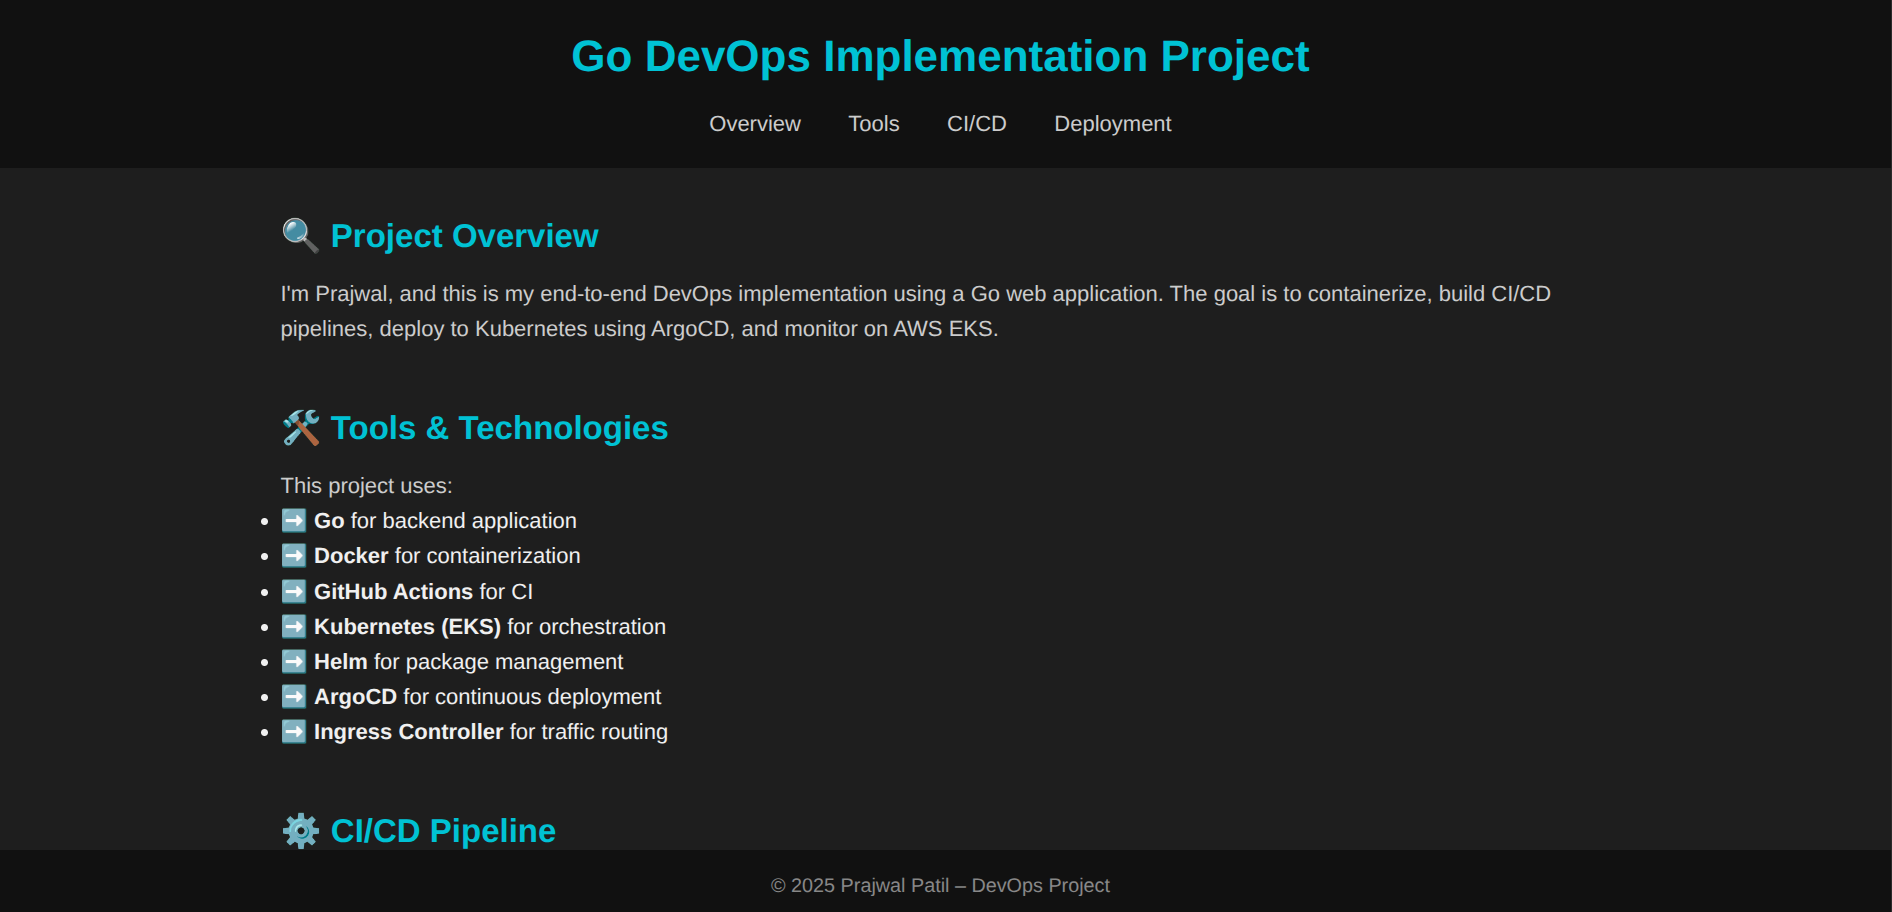 Go DevOps Implementation Project
Overview Tools CI/CD Deployment
🔍 Project Overview
I'm Prajwal, and this is my end-to-end DevOps implementation using a Go web application. The goal is to containerize, build CI/CD
pipelines, deploy to Kubernetes using ArgoCD, and monitor on AWS EKS.
🛠️ Tools & Technologies
This project uses:
• ➡️ Go for backend application
• ➡️ Docker for containerization
• ➡️ GitHub Actions for CI
• ➡️ Kubernetes (EKS) for orchestration
• ➡️ Helm for package management
• ➡️ ArgoCD for continuous deployment
• ➡️ Ingress Controller for traffic routing
⚙️ CI/CD Pipeline
© 2025 Prajwal Patil – DevOps Project